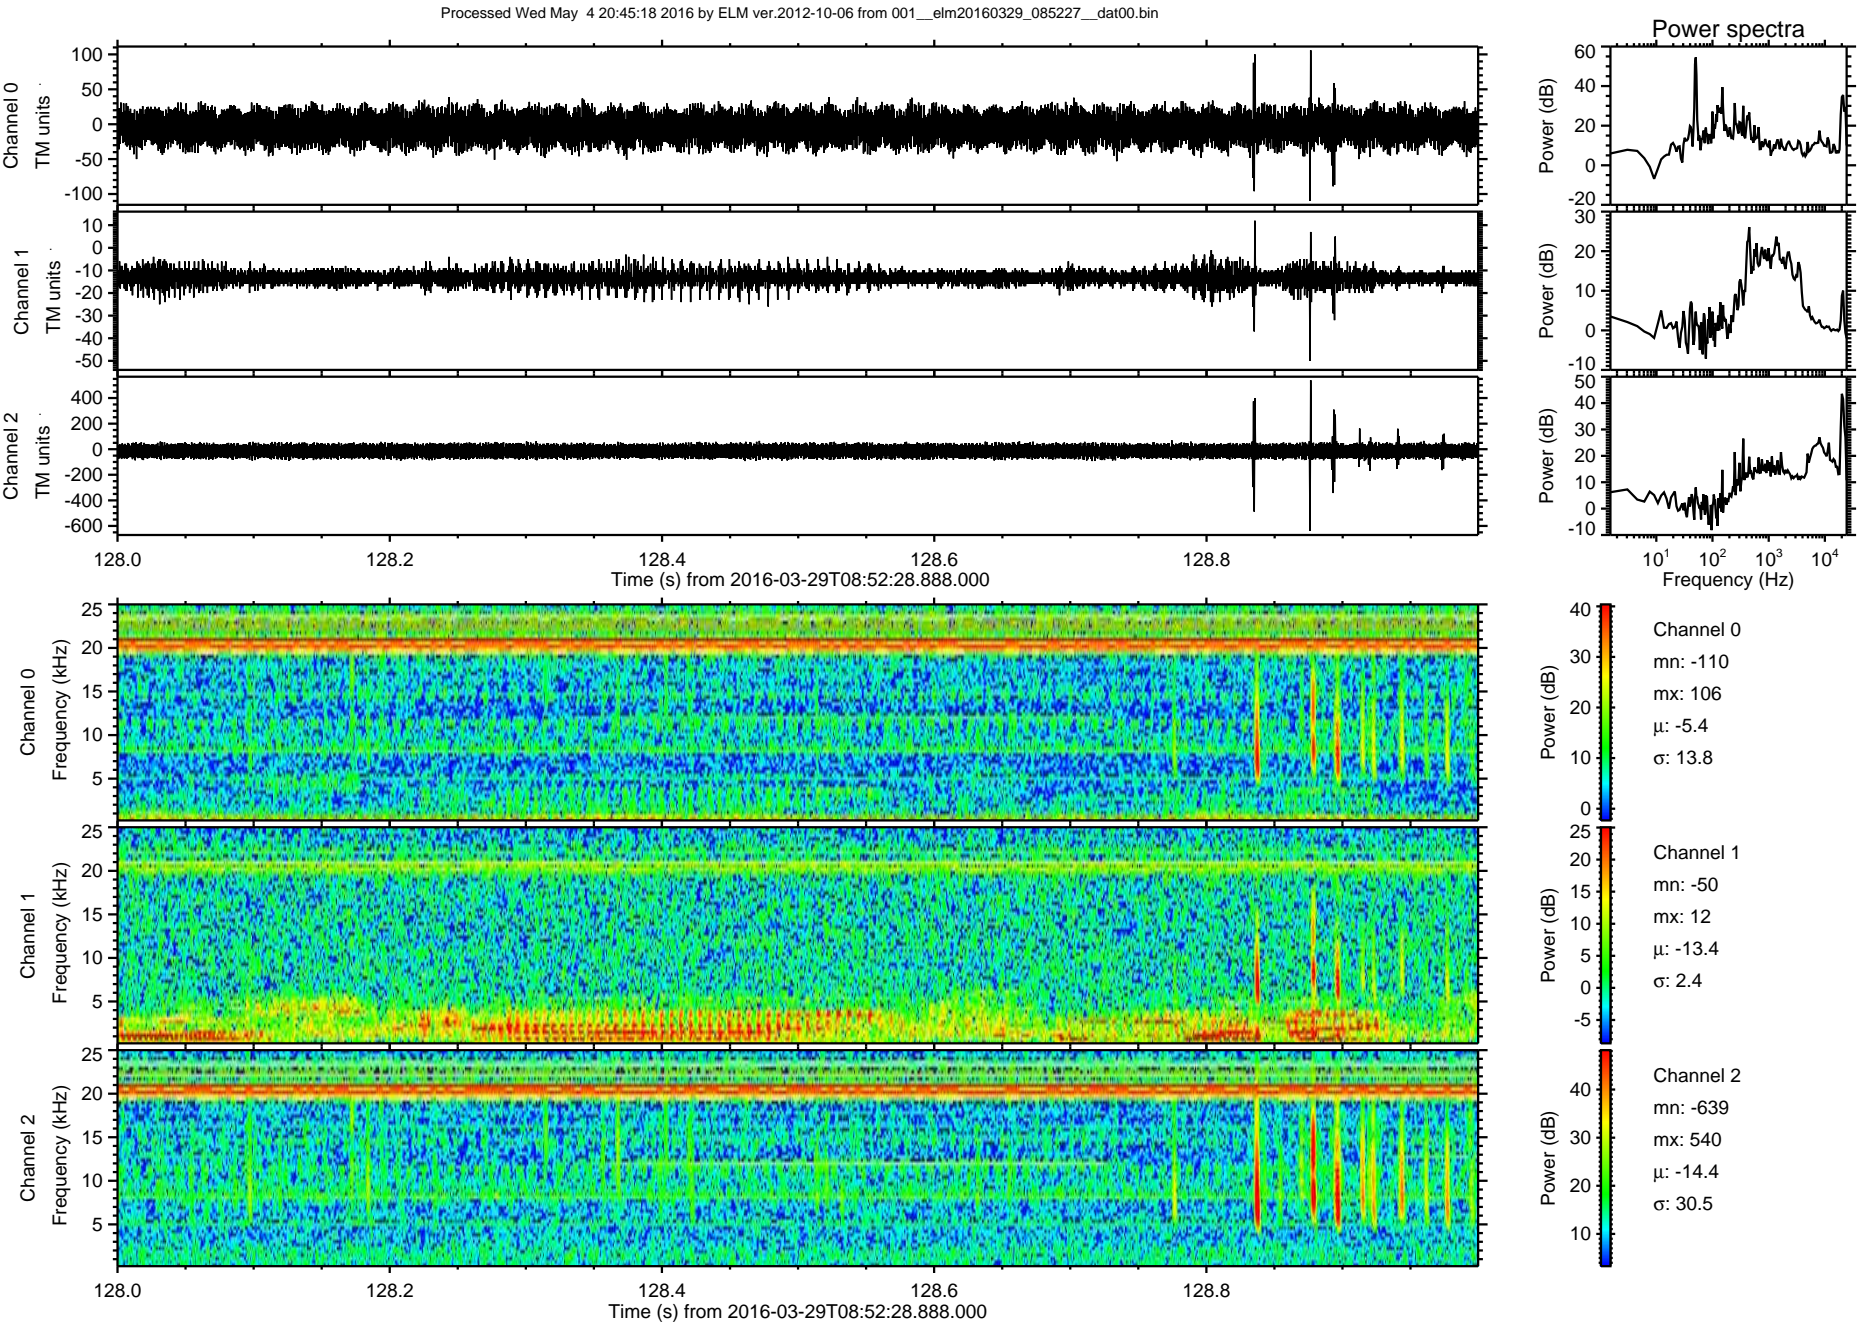 Processed Wed May  4 20:45:18 2016 by ELM ver.2012-10-06 from 001__elm20160329_085227__dat00.bin
Power spectra
Channel 0
TM units
100
50
0
-50
-100
Power (dB)
60
40
20
0
-20
Channel 1
TM units
10
0
-10
-20
-30
-40
-50
Power (dB)
30
20
10
0
-10
Channel 2
TM units
400
200
0
-200
-400
-600
Power (dB)
50
40
30
20
10
0
-10
128.0 128.2 128.4 128.6 128.8
Time (s) from 2016-03-29T08:52:28.888.000
10^1 10^2 10^3 10^4
Frequency (Hz)
Channel 0
Frequency (kHz)
25
20
15
10
5
Power (dB)
40
30
20
10
0
Channel 0
mn: -110
mx: 106
μ: -5.4
σ: 13.8
Channel 1
Frequency (kHz)
25
20
15
10
5
Power (dB)
25
20
15
10
5
0
-5
Channel 1
mn: -50
mx: 12
μ: -13.4
σ: 2.4
Channel 2
Frequency (kHz)
25
20
15
10
5
Power (dB)
40
30
20
10
Channel 2
mn: -639
mx: 540
μ: -14.4
σ: 30.5
128.0 128.2 128.4 128.6 128.8
Time (s) from 2016-03-29T08:52:28.888.000